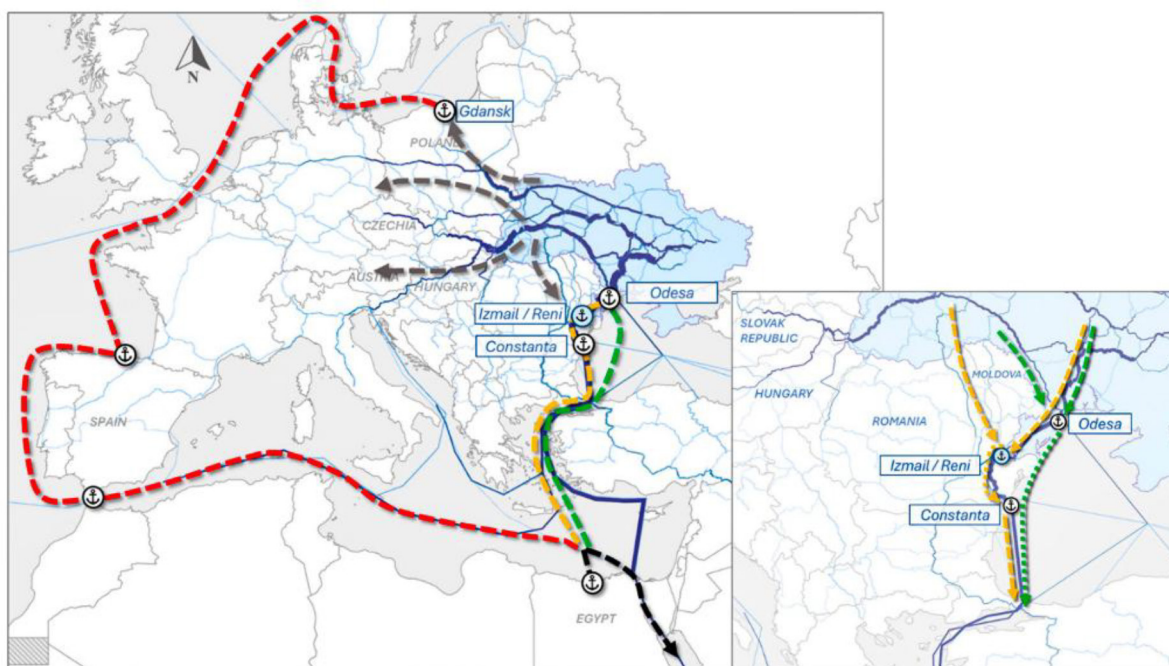 N
Gdansk
POLAND
CZECHIA
AUSTRIA
HUNGARY
Odesa
Izmail / Reni
Constanta
SPAIN
EGYPT
SLOVAK
REPUBLIC
HUNGARY
MOLDOVA
ROMANIA
Odesa
Izmail / Reni
Constanta